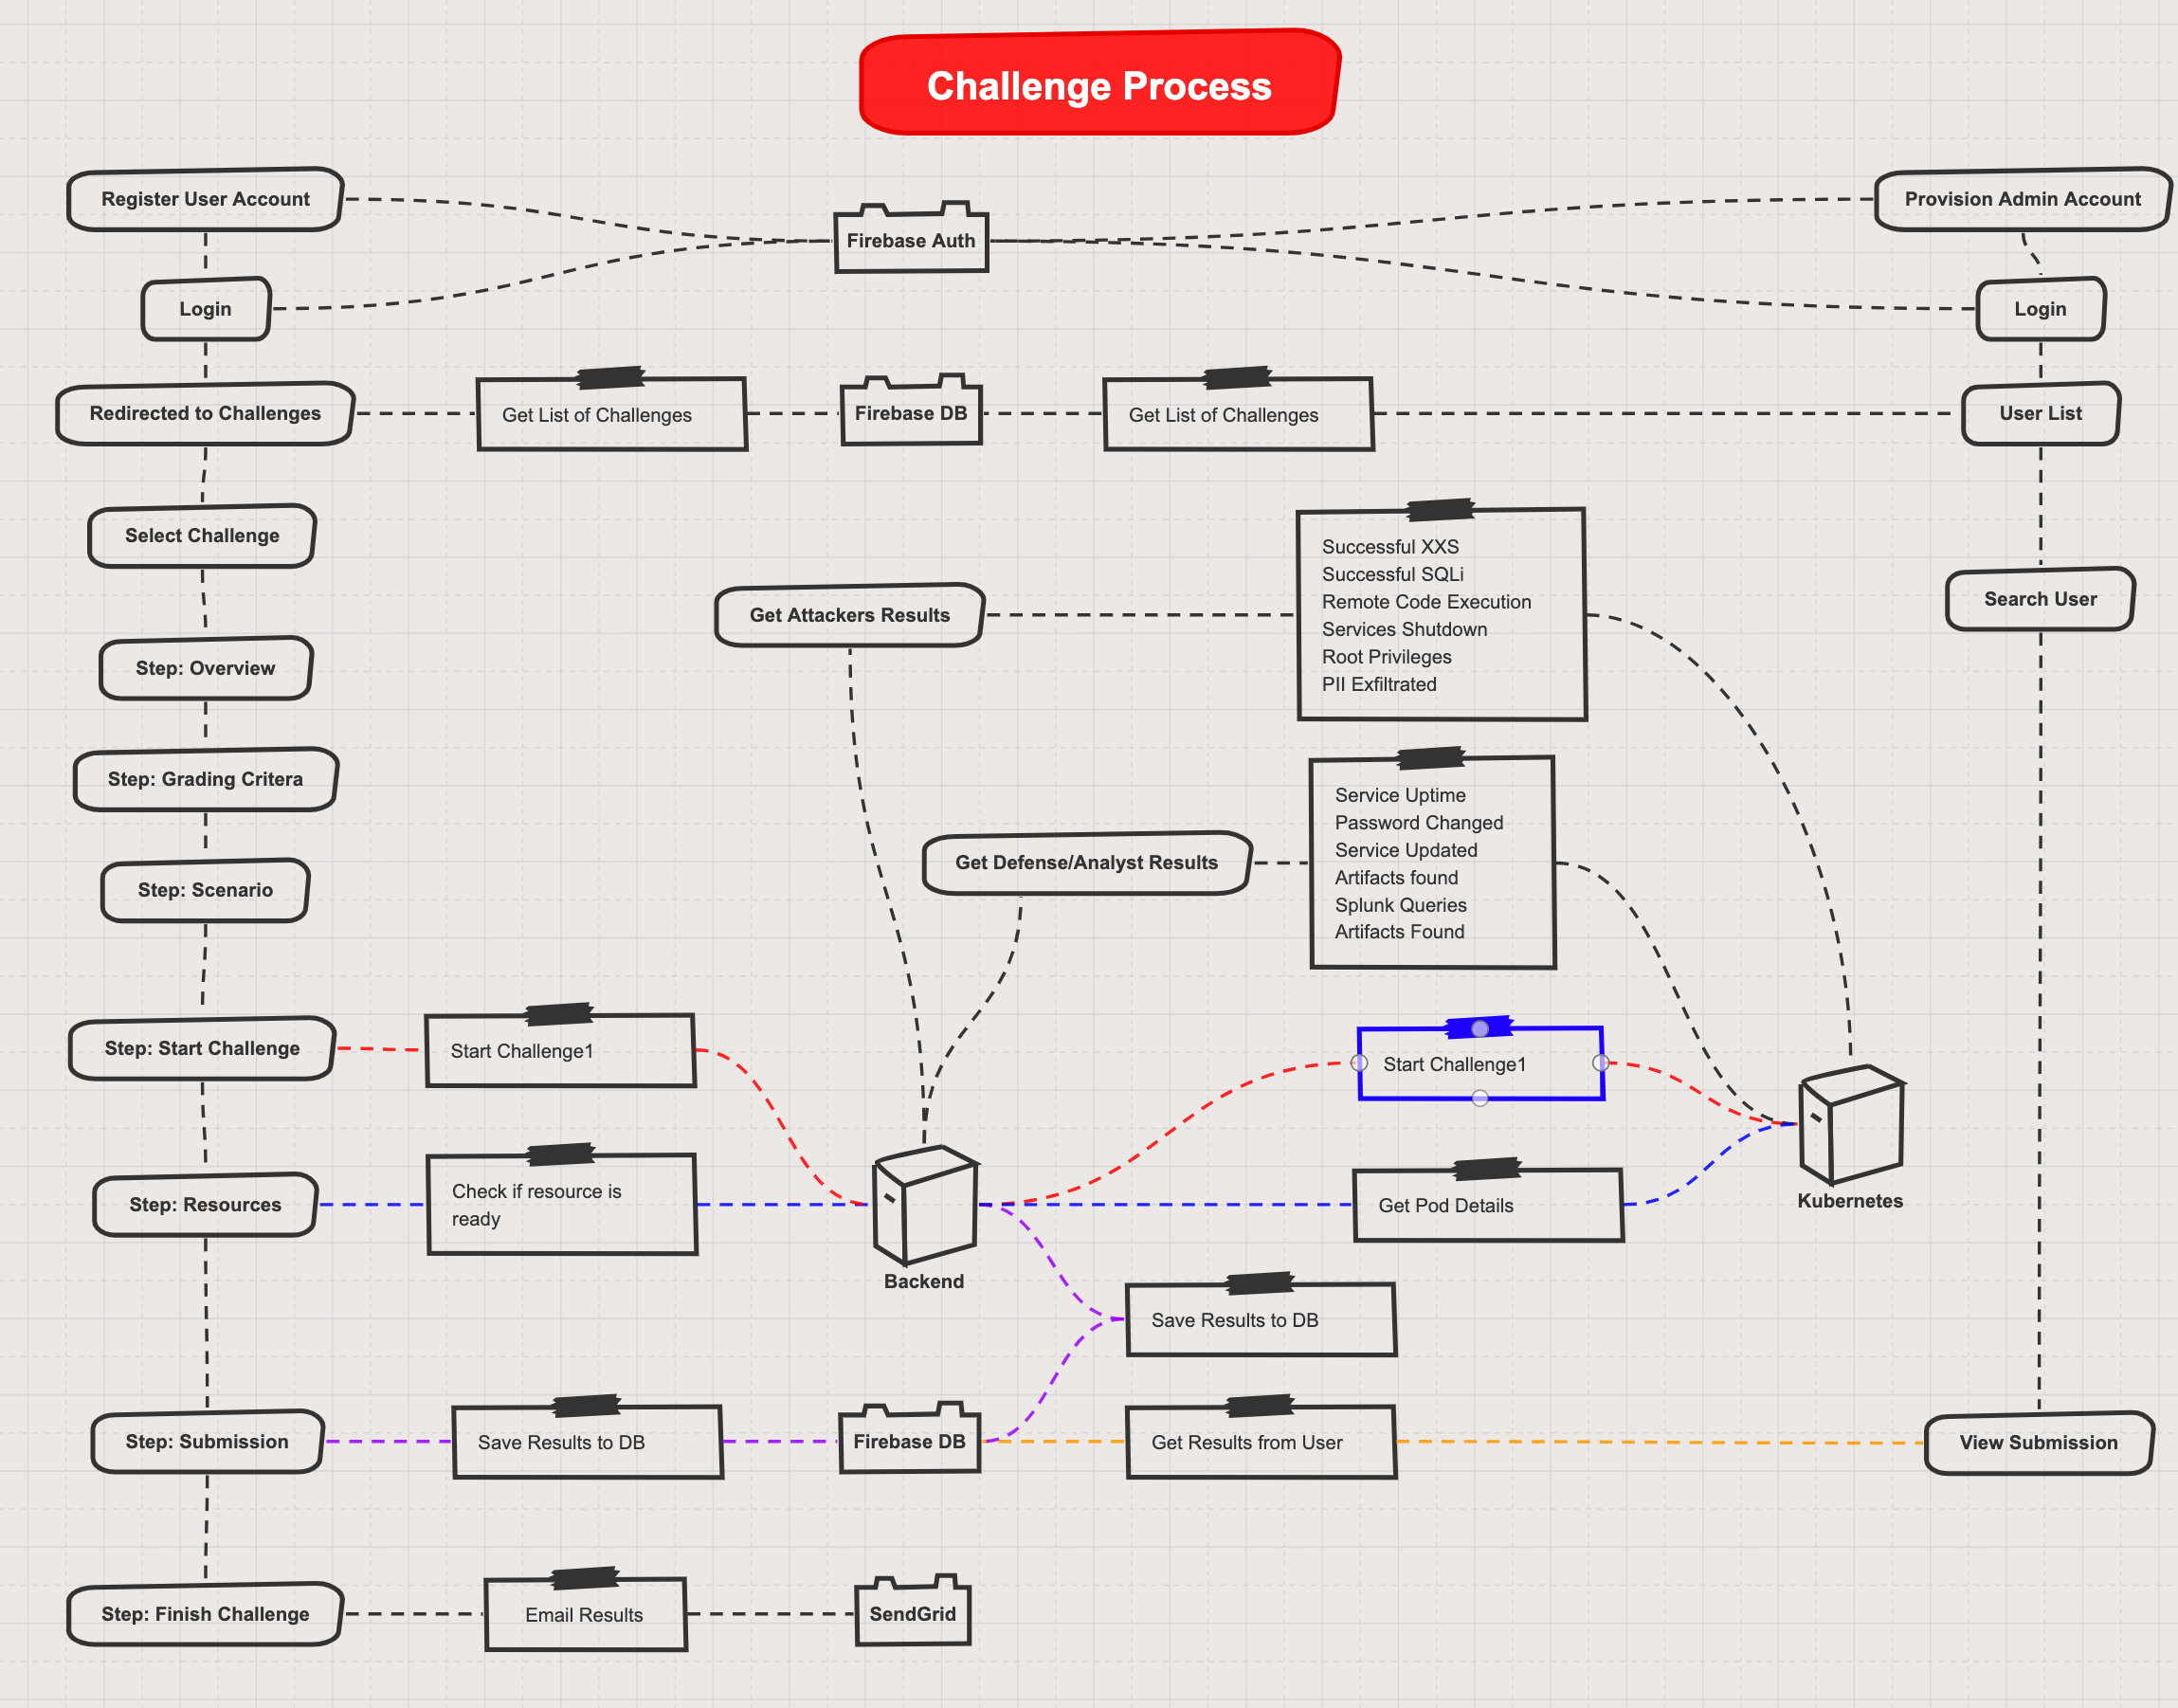 Challenge Process
Register User Account
Provision Admin Account
Firebase Auth
Login
Login
Redirected to Challenges
Get List of Challenges
Firebase DB
Get List of Challenges
User List
Select Challenge
Successful XXS
Successful SQLi
Remote Code Execution
Services Shutdown
Root Privileges
PII Exfiltrated
Get Attackers Results
Search User
Step: Overview
Step: Grading Critera
Service Uptime
Password Changed
Service Updated
Artifacts found
Splunk Queries
Artifacts Found
Get Defense/Analyst Results
Step: Scenario
Step: Start Challenge
Start Challenge1
Start Challenge1
Step: Resources
Check if resource is
ready
Get Pod Details
Kubernetes
Backend
Save Results to DB
Step: Submission
Save Results to DB
Firebase DB
Get Results from User
View Submission
Step: Finish Challenge
Email Results
SendGrid